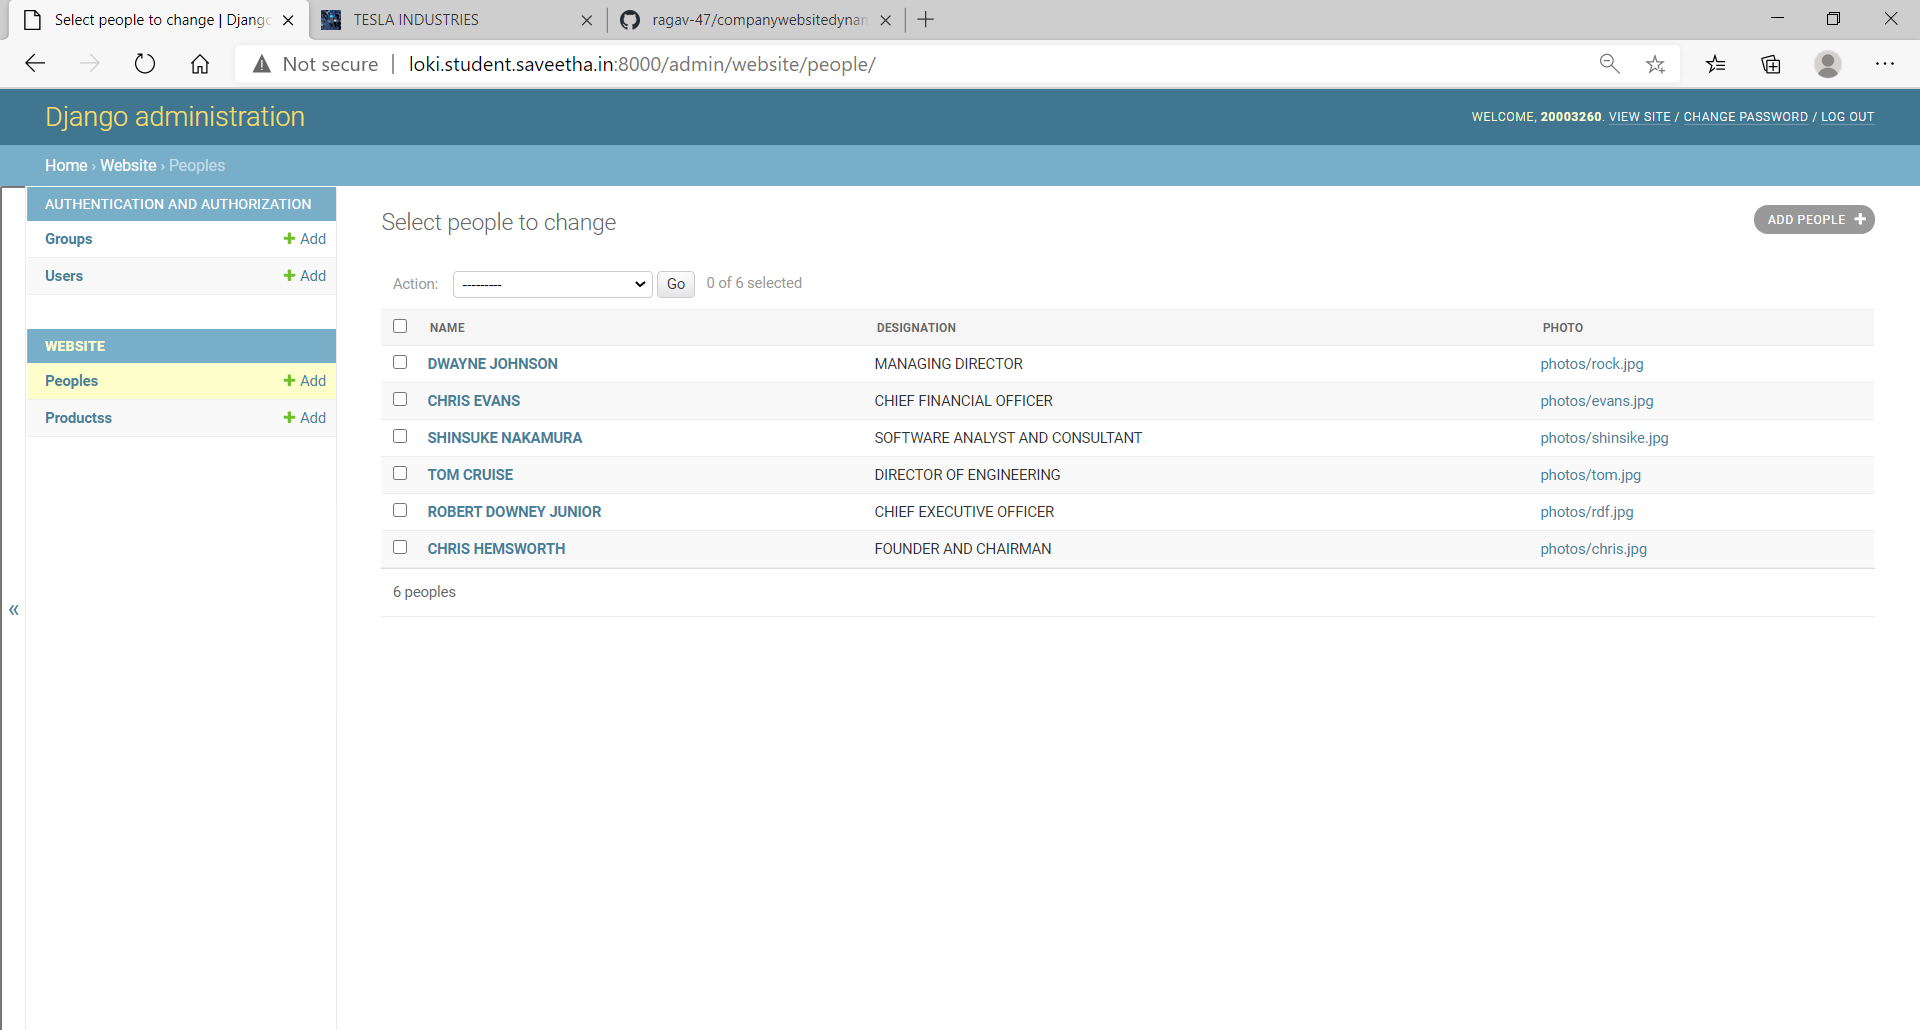 Select people to change | Django
TESLA INDUSTRIES
ragav-47/companywebsitedynam
Not secure
loki.student.saveetha.in:8000/admin/website/people/
Django administration
WELCOME, 20003260. VIEW SITE / CHANGE PASSWORD / LOG OUT
Home › Website › Peoples
AUTHENTICATION AND AUTHORIZATION
Groups + Add
Users + Add
WEBSITE
Peoples + Add
Productss + Add
«
Select people to change
ADD PEOPLE +
Action: --------- Go 0 of 6 selected
NAME DESIGNATION PHOTO
DWAYNE JOHNSON MANAGING DIRECTOR photos/rock.jpg
CHRIS EVANS CHIEF FINANCIAL OFFICER photos/evans.jpg
SHINSUKE NAKAMURA SOFTWARE ANALYST AND CONSULTANT photos/shinsike.jpg
TOM CRUISE DIRECTOR OF ENGINEERING photos/tom.jpg
ROBERT DOWNEY JUNIOR CHIEF EXECUTIVE OFFICER photos/rdf.jpg
CHRIS HEMSWORTH FOUNDER AND CHAIRMAN photos/chris.jpg
6 peoples